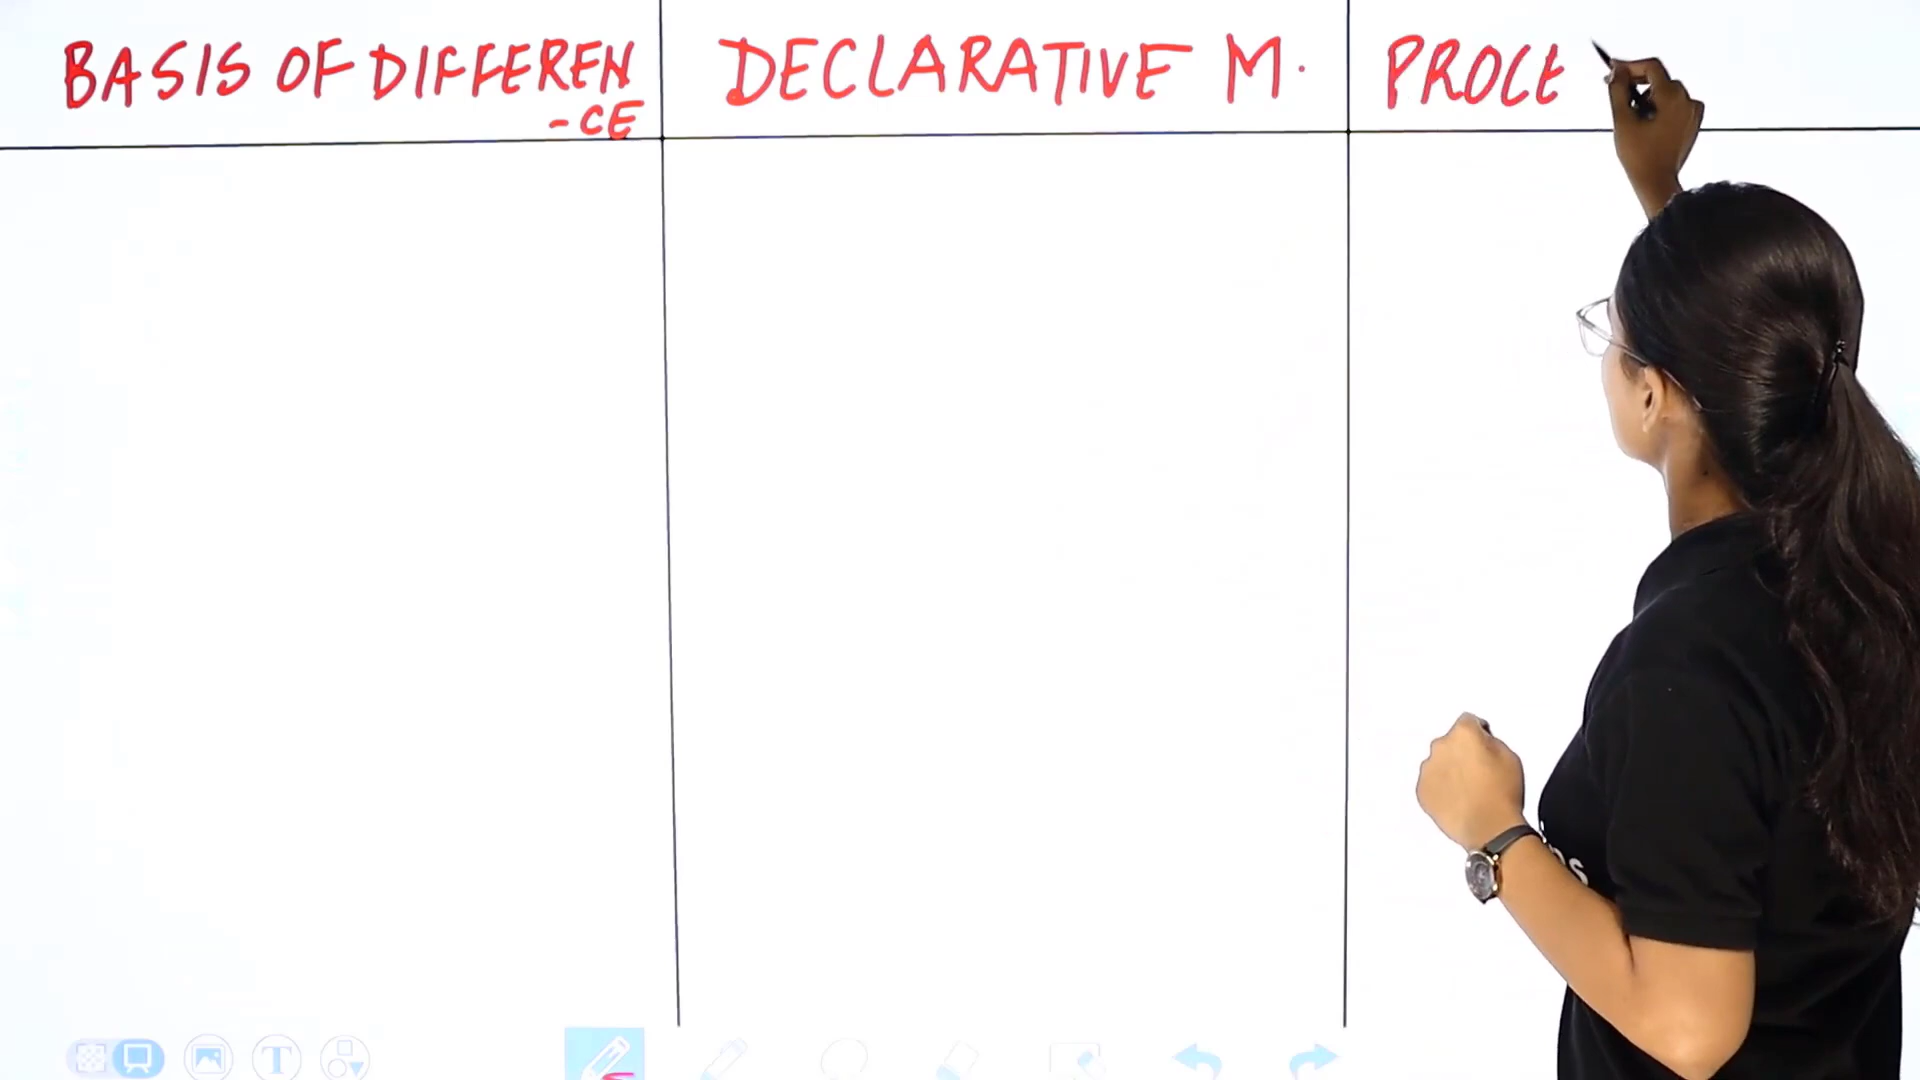 BASIS OF DIFFEREN
-CE
DECLARATIVE M.
PROCE